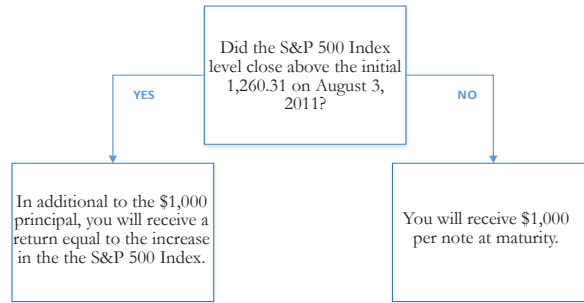 Did the S&P 500 Index
level close above the initial
1,260.31 on August 3,
2011?
YES
NO
In additional to the $1,000
principal, you will receive a
return equal to the increase
in the the S&P 500 Index.
You will receive $1,000
per note at maturity.